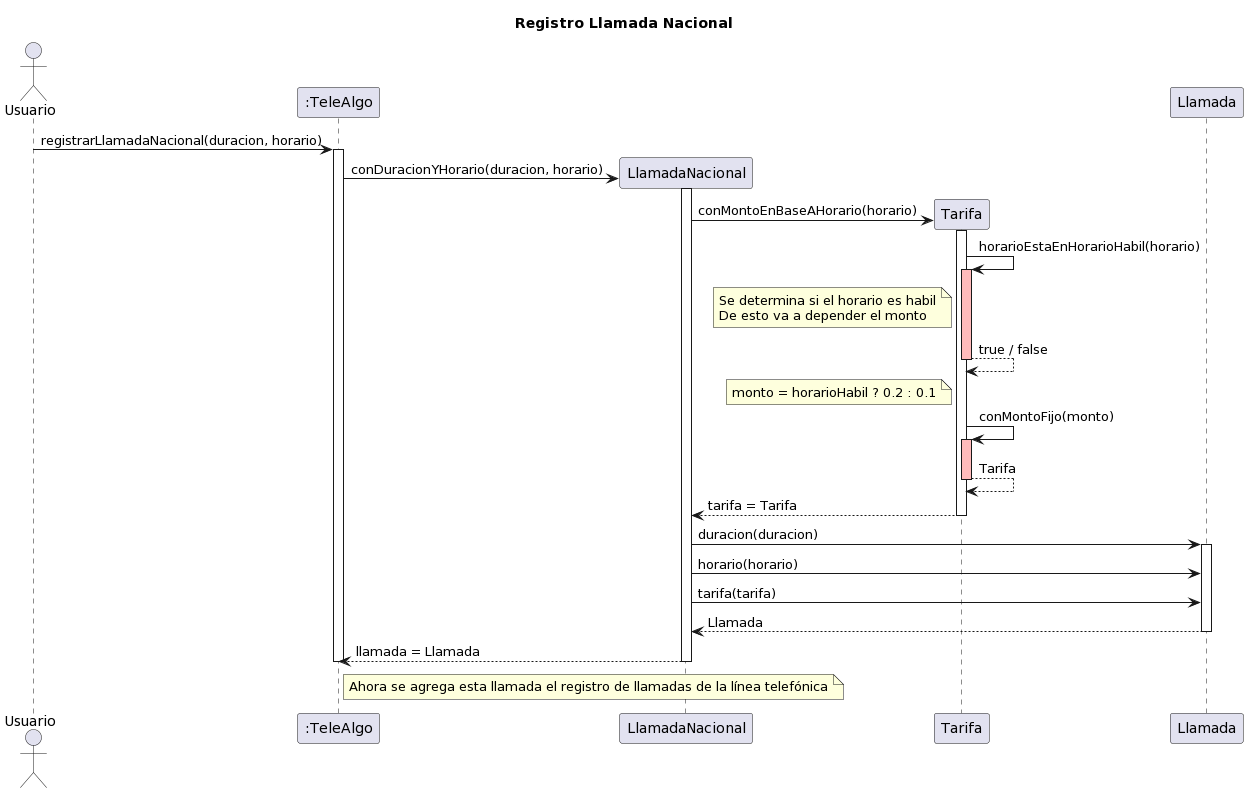 Registro Llamada Nacional
Usuario
:TeleAlgo
Llamada
registrarLlamadaNacional(duracion, horario)
conDuracionYHorario(duracion, horario)
LlamadaNacional
conMontoEnBaseAHorario(horario)
Tarifa
horarioEstaEnHorarioHabil(horario)
Se determina si el horario es habil
De esto va a depender el monto
true / false
monto = horarioHabil ? 0.2 : 0.1
conMontoFijo(monto)
Tarifa
tarifa = Tarifa
duracion(duracion)
horario(horario)
tarifa(tarifa)
Llamada
llamada = Llamada
Ahora se agrega esta llamada el registro de llamadas de la línea telefónica
Usuario
:TeleAlgo
LlamadaNacional
Tarifa
Llamada